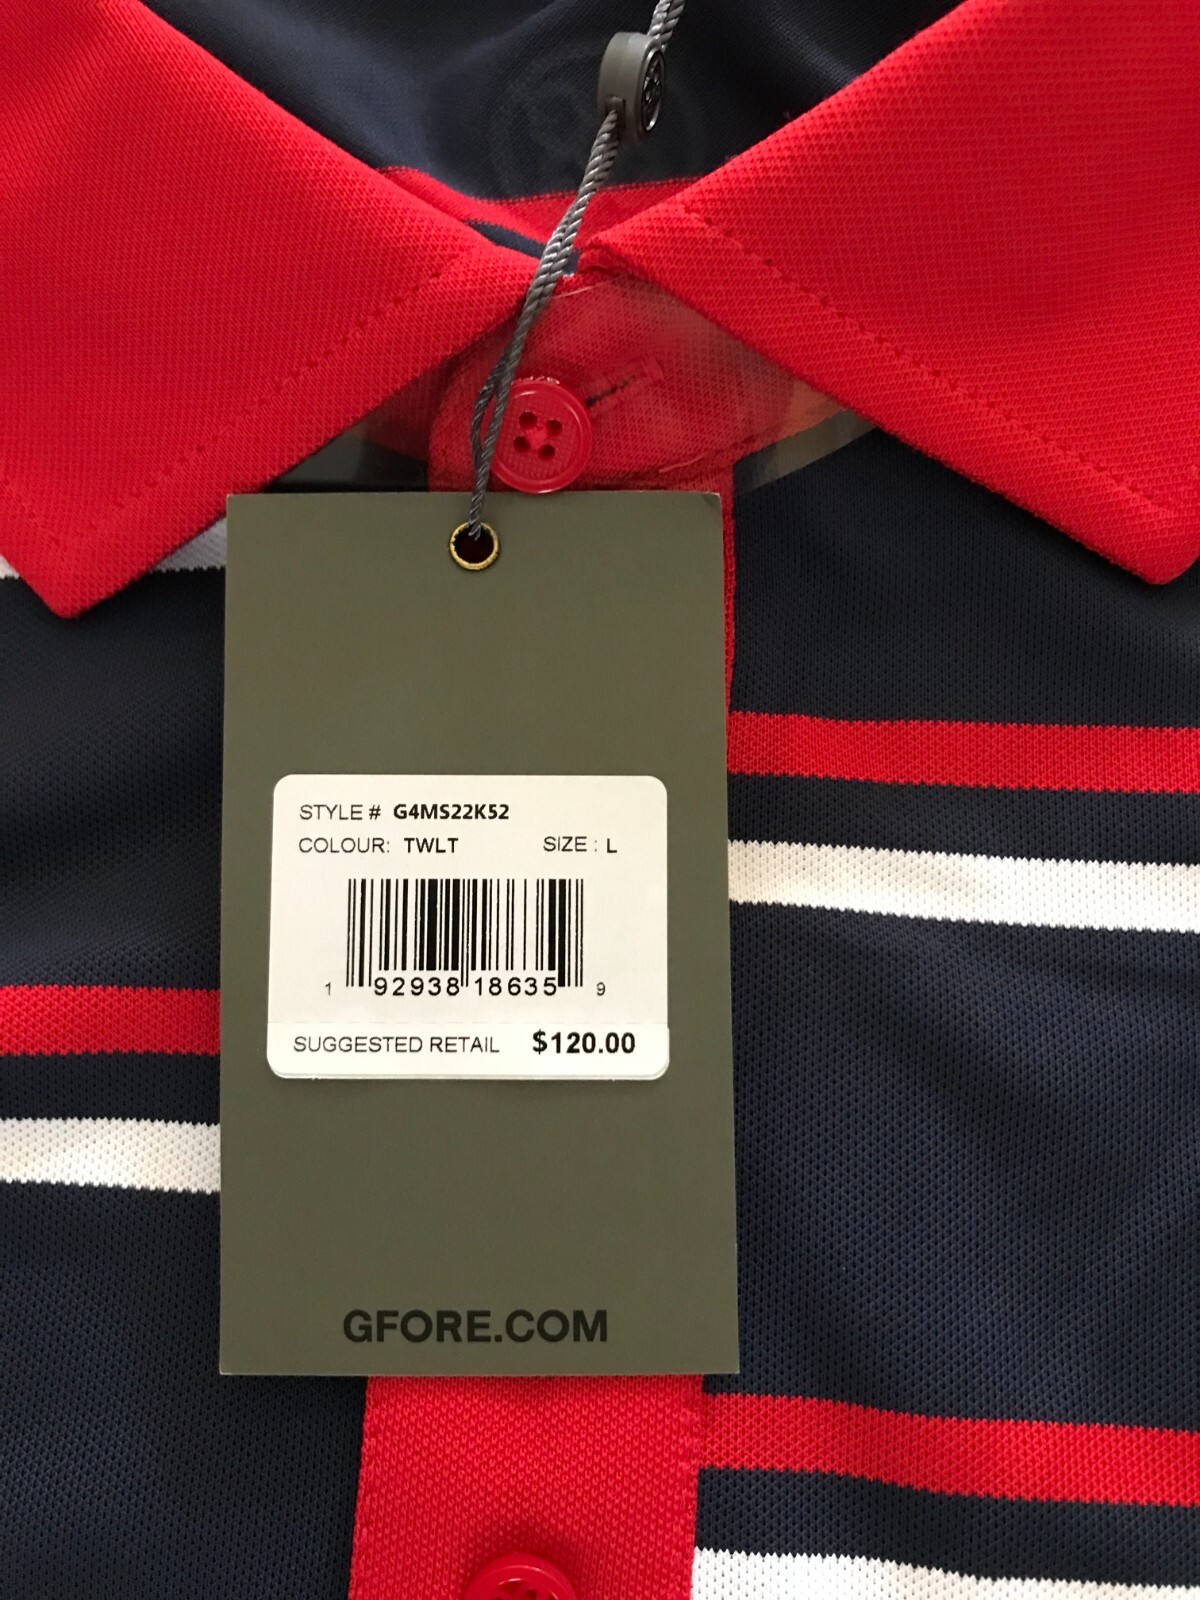 STYLE # G4MS22K52
COLOUR: TWLT SIZE : L
1 92938 18635 9
SUGGESTED RETAIL $120.00
GFORE.COM